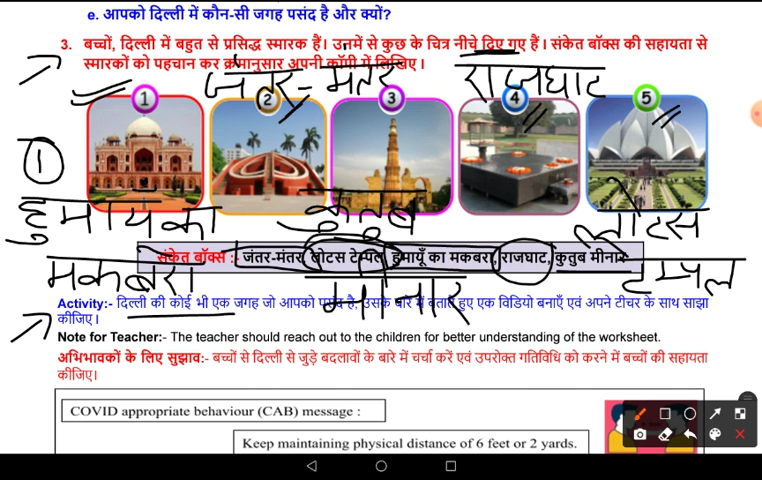 e. आपको दिल्ली में कौन-सी जगह पसंद है और क्यों?
3. बच्चों, दिल्ली में बहुत से प्रसिद्ध स्मारक हैं। उनमें से कुछ के चित्र नीचे दिए गए हैं। संकेत बॉक्स की सहायता से
स्मारकों को पहचान कर क्रमानुसार अपनी कॉपी में लिखिए।
जंतर-मंतर राजघाट
1 2 3 4 5
1
हुमायूं का कुतुब लोटस
संकेत बॉक्स :- जंतर-मंतर, लोटस टेम्पल, हुमायूँ का मकबरा, राजघाट, कुतुब मीनार
मकबरा मीनार टेम्पल
Activity:- दिल्ली की कोई भी एक जगह जो आपको पसंद है, उसके बारे में बताते हुए एक विडियो बनाएँ एवं अपने टीचर के साथ साझा
कीजिए।
Note for Teacher:- The teacher should reach out to the children for better understanding of the worksheet.
अभिभावकों के लिए सुझाव:- बच्चों से दिल्ली से जुड़े बदलावों के बारे में चर्चा करें एवं उपरोक्त गतिविधि को करने में बच्चों की सहायता
कीजिए।
COVID appropriate behaviour (CAB) message :
Keep maintaining physical distance of 6 feet or 2 yards.